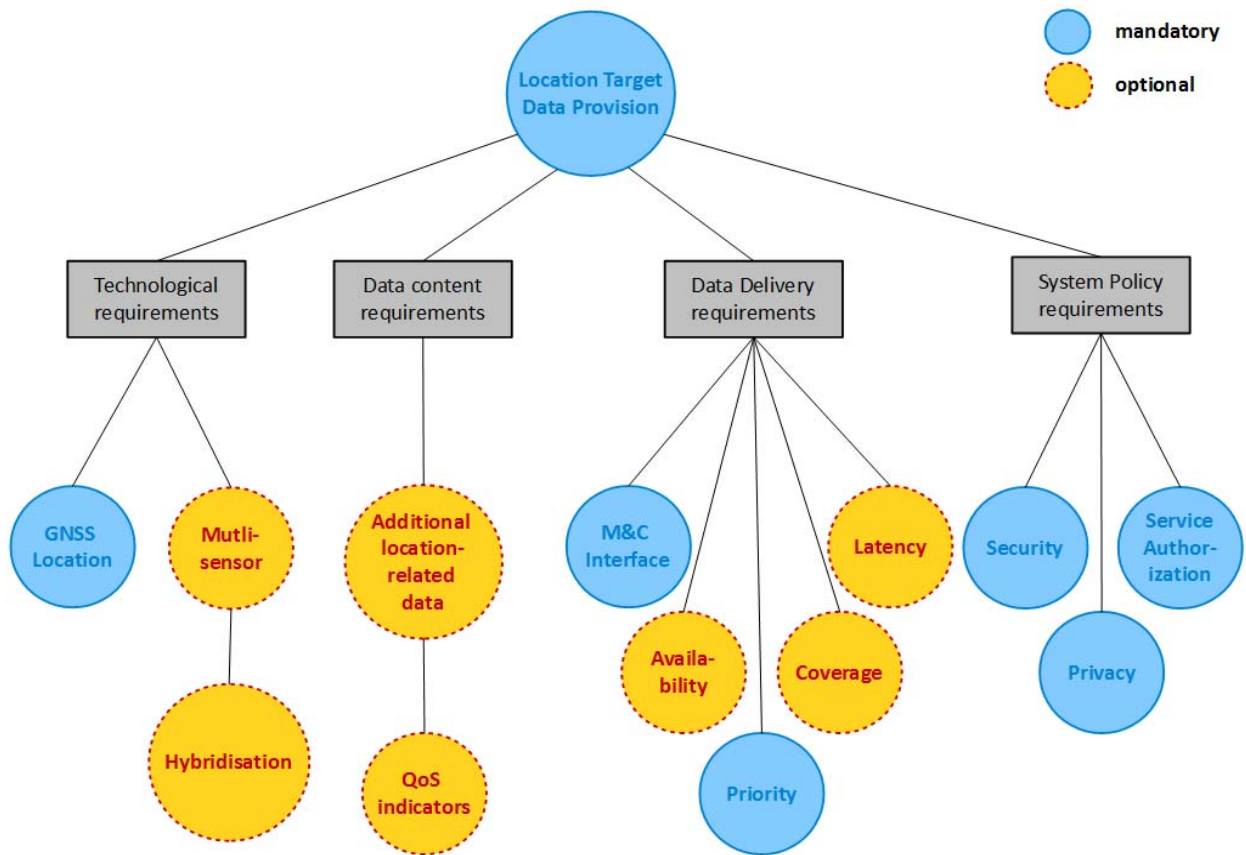 mandatory
optional
Location Target
Data Provision
Technological
requirements
Data content
requirements
Data Delivery
requirements
System Policy
requirements
GNSS
Location
Mutli-
sensor
Additional
location-
related
data
M&C
Interface
Latency
Security
Service
Author-
ization
Availa-
bility
Coverage
Privacy
Hybridisation
QoS
indicators
Priority